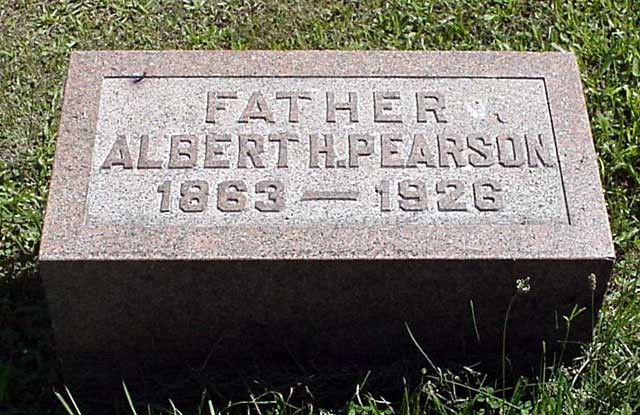 FATHER
ALBERT H. PEARSON
1863 — 1926